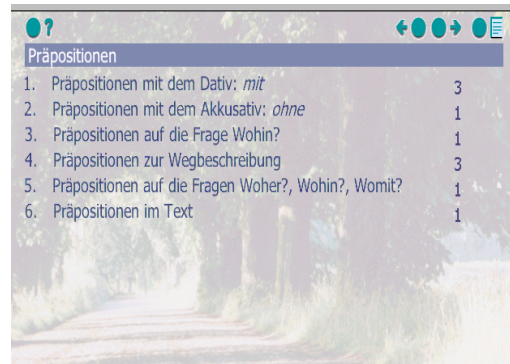 ?
Präpositionen
1. Präpositionen mit dem Dativ: mit 3
2. Präpositionen mit dem Akkusativ: ohne 1
3. Präpositionen auf die Frage Wohin? 1
4. Präpositionen zur Wegbeschreibung 3
5. Präpositionen auf die Fragen Woher?, Wohin?, Womit? 1
6. Präpositionen im Text 1